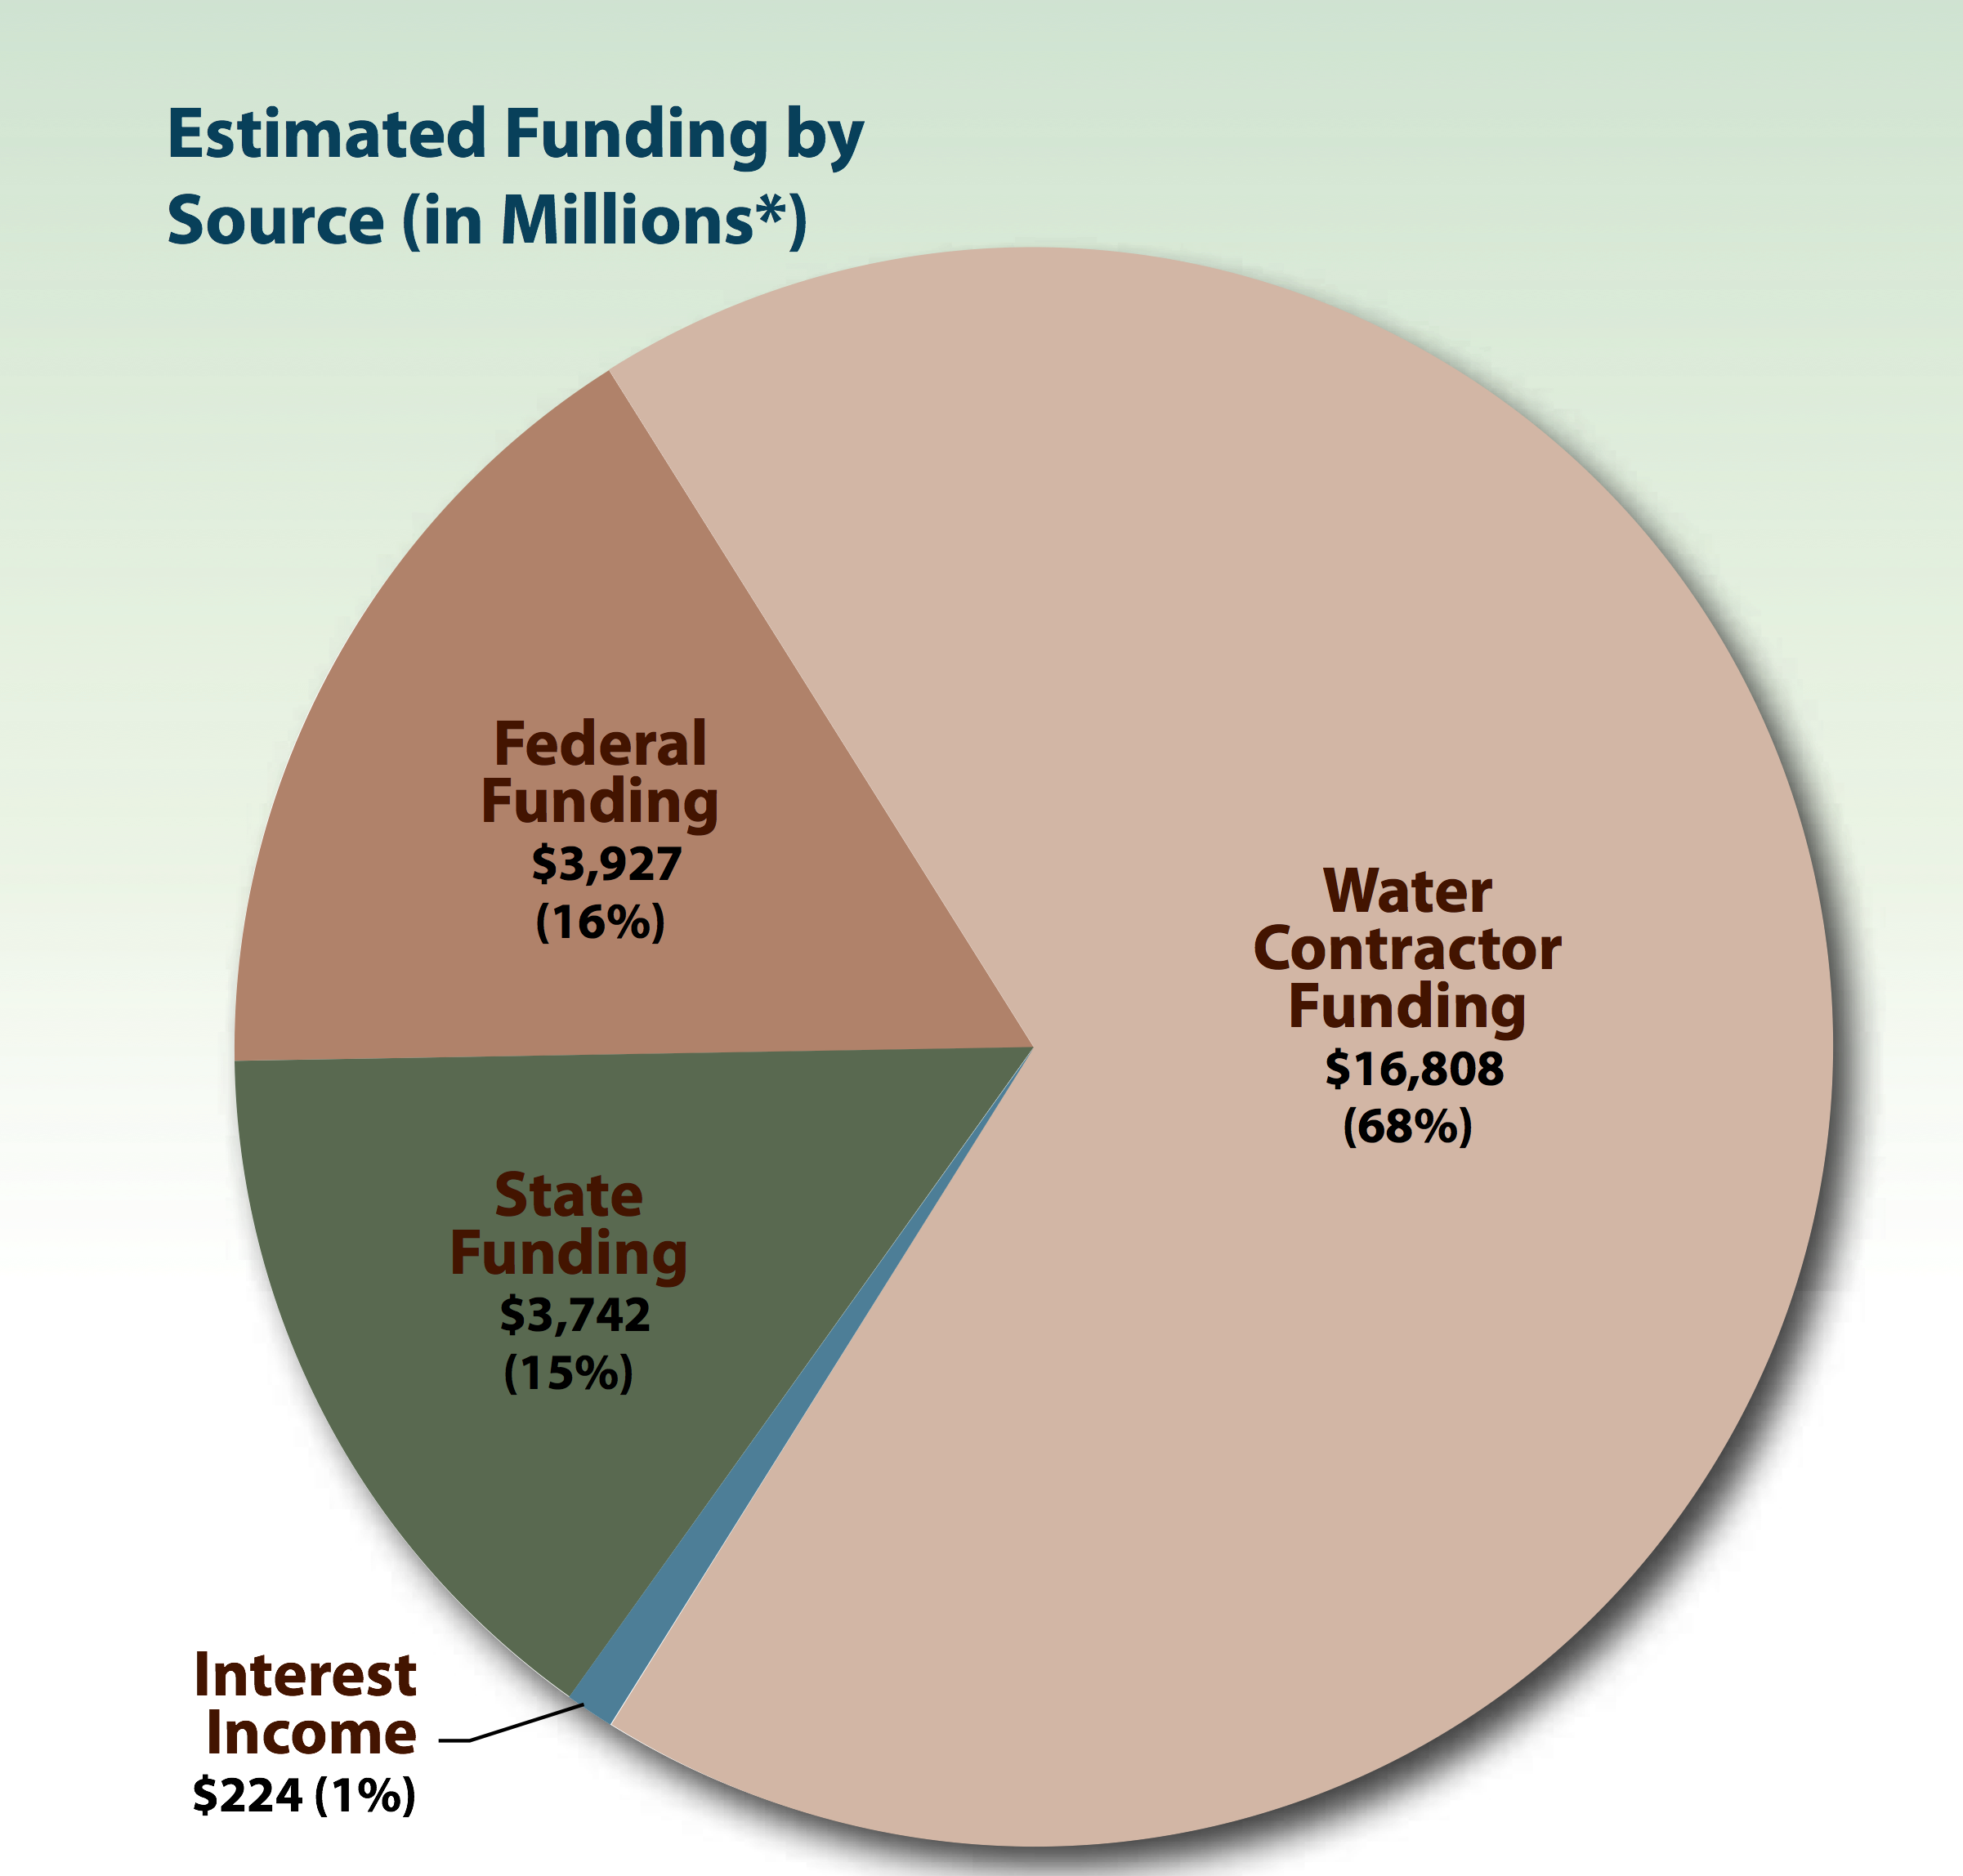 Estimated Funding by
Source (in Millions*)
Federal
Funding
$3,927
(16%)
Water
Contractor
Funding
$16,808
(68%)
State
Funding
$3,742
(15%)
Interest
Income
$224 (1%)